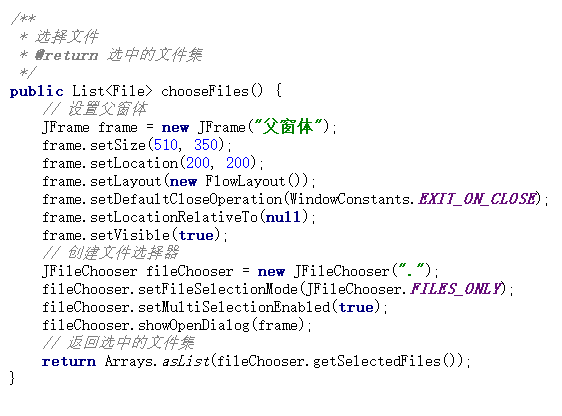 /**
 * 选择文件
 * @return 选中的文件集
 */
public List<File> chooseFiles() {
    // 设置父窗体
    JFrame frame = new JFrame("父窗体");
    frame.setSize(510, 350);
    frame.setLocation(200, 200);
    frame.setLayout(new FlowLayout());
    frame.setDefaultCloseOperation(WindowConstants.EXIT_ON_CLOSE);
    frame.setLocationRelativeTo(null);
    frame.setVisible(true);
    // 创建文件选择器
    JFileChooser fileChooser = new JFileChooser(".");
    fileChooser.setFileSelectionMode(JFileChooser.FILES_ONLY);
    fileChooser.setMultiSelectionEnabled(true);
    fileChooser.showOpenDialog(frame);
    // 返回选中的文件集
    return Arrays.asList(fileChooser.getSelectedFiles());
}